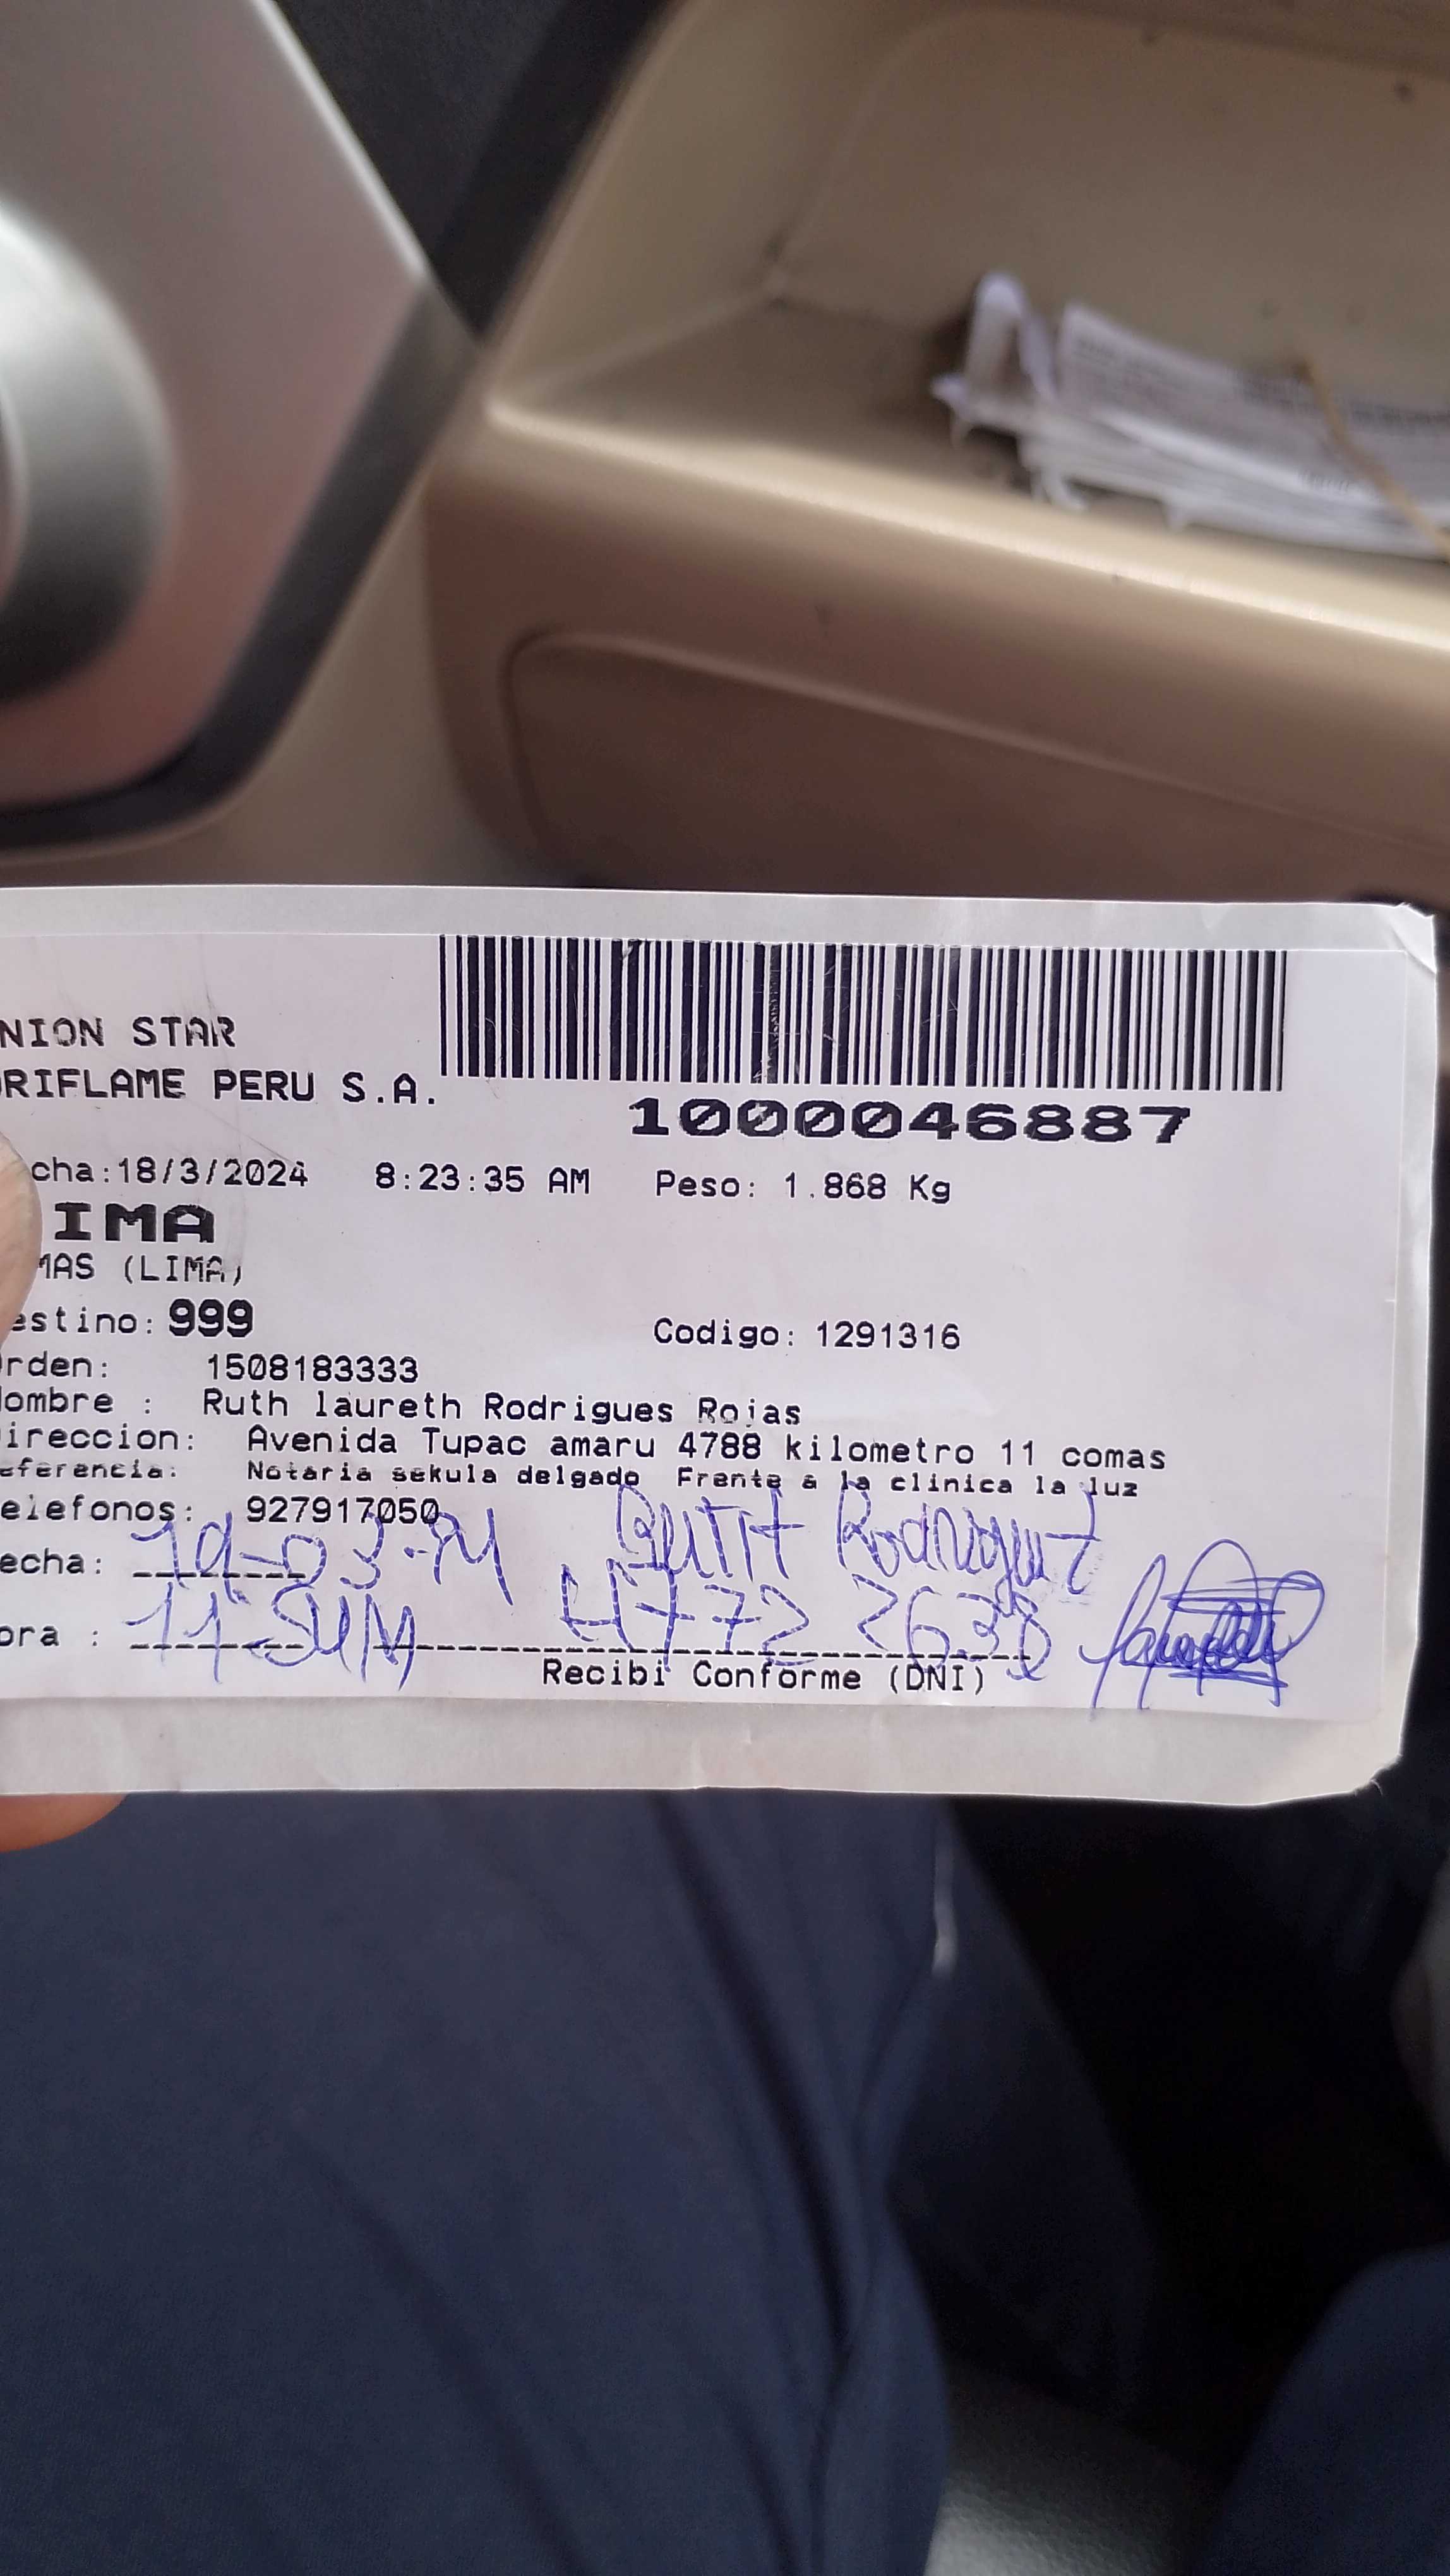 NION STAR
RIFLAME PERU S.A.
1000046887
cha:18/3/2024 8:23:35 AM Peso: 1.868 Kg
IMA
MAS (LIMA)
estino: 999 Codigo: 1291316
rden: 1508183333
ombre : Ruth laureth Rodrigues Rojas
ireccion: Avenida Tupac amaru 4788 kilometro 11 comas
eferencia: Notaria sekula delgado Frente a la clinica la luz
elefonos: 927917050
echa: 19-03-24 RUTH Rodriguez
ora : 4772 2638
Recibi Conforme (DNI)